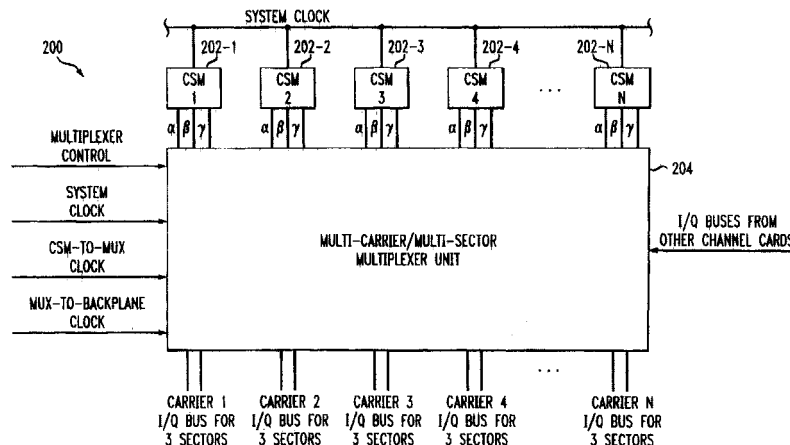 SYSTEM CLOCK
200
202-1
202-2
202-3
202-4
202-N
CSM
1
CSM
2
CSM
3
CSM
4
...
CSM
N
α β γ
α β γ
α β γ
α β γ
α β γ
MULTIPLEXER
CONTROL
SYSTEM
CLOCK
CSM-TO-MUX
CLOCK
MUX-TO-BACKPLANE
CLOCK
MULTI-CARRIER/MULTI-SECTOR
MULTIPLEXER UNIT
204
I/Q BUSES FROM
OTHER CHANNEL CARDS
...
CARRIER 1
I/Q BUS FOR
3 SECTORS
CARRIER 2
I/Q BUS FOR
3 SECTORS
CARRIER 3
I/Q BUS FOR
3 SECTORS
CARRIER 4
I/Q BUS FOR
3 SECTORS
CARRIER N
I/Q BUS FOR
3 SECTORS